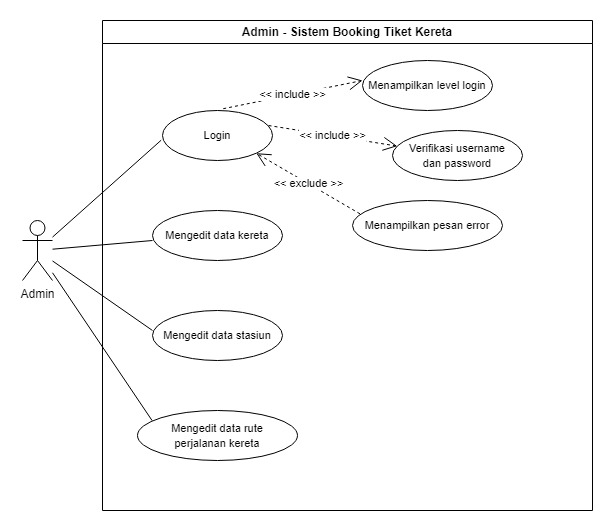 Admin - Sistem Booking Tiket Kereta
<< include >>
Menampilkan level login
Login
<< include >>
Verifikasi username
dan password
<< exclude >>
Menampilkan pesan error
Mengedit data kereta
Admin
Mengedit data stasiun
Mengedit data rute
perjalanan kereta